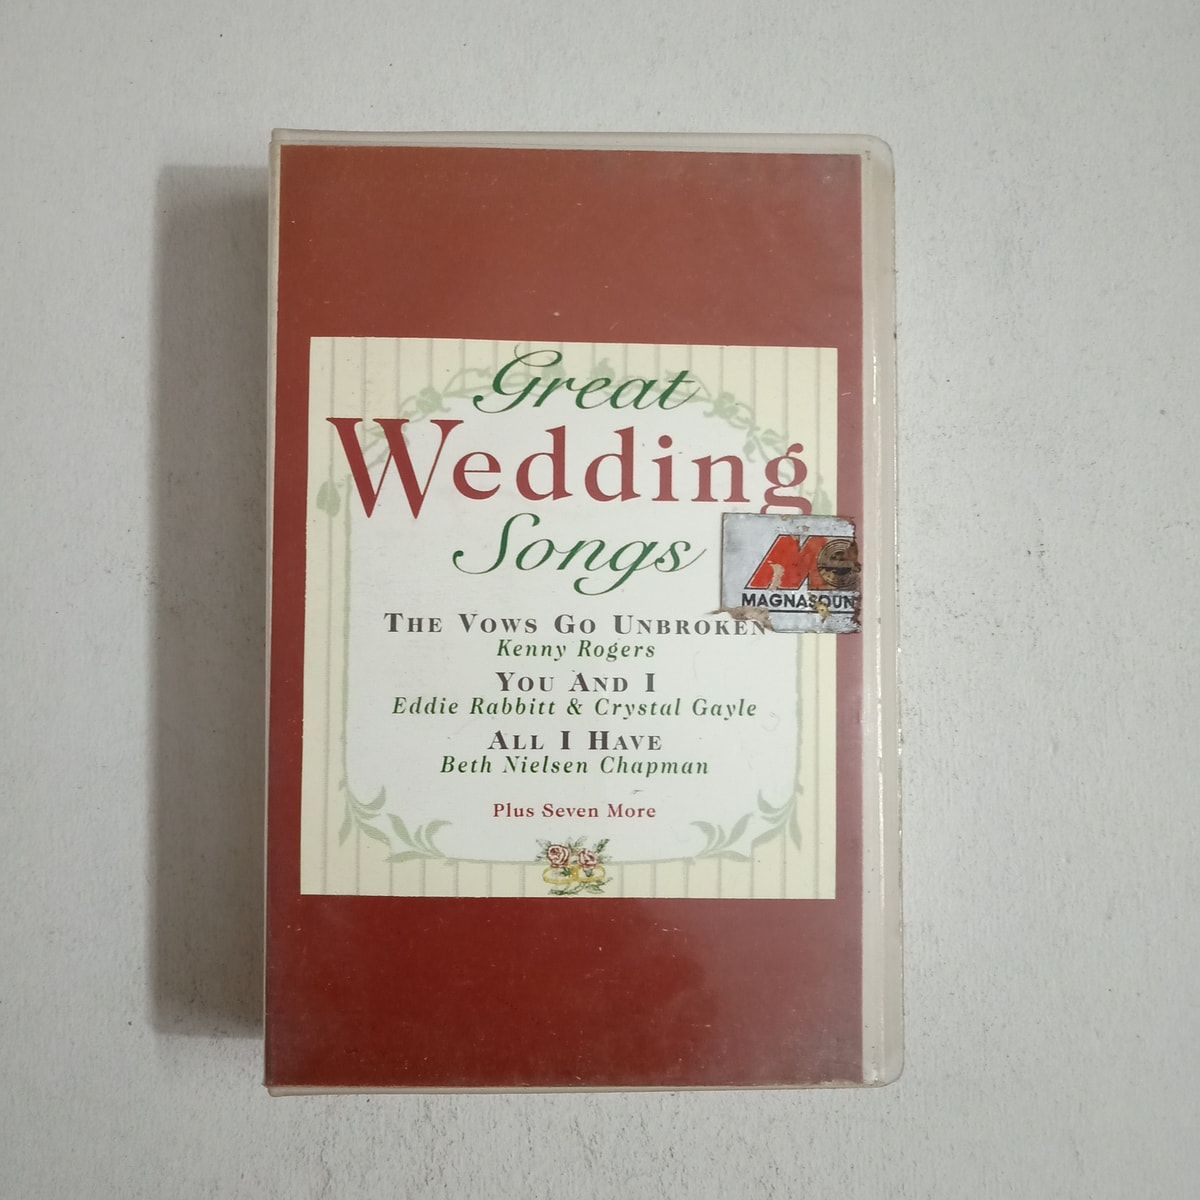 Great
Wedding
Songs
MAGNASOUN
THE VOWS GO UNBROKEN
Kenny Rogers
YOU AND I
Eddie Rabbitt & Crystal Gayle
ALL I HAVE
Beth Nielsen Chapman
Plus Seven More